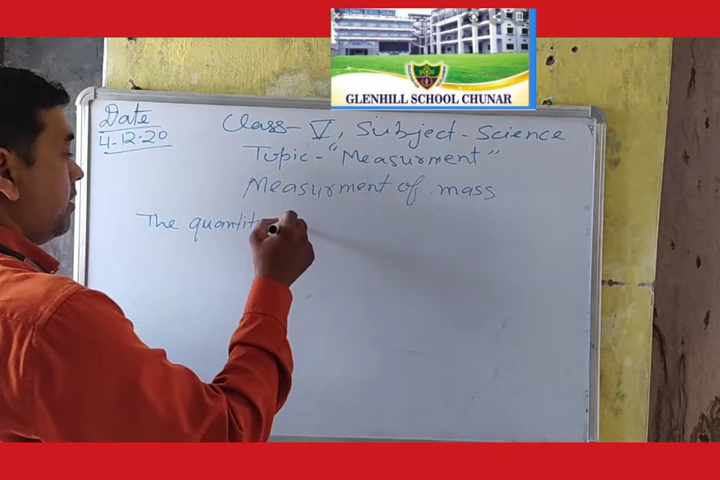 GLENHILL SCHOOL CHUNAR
Date
4-12-20
Class- V, Subject - Science
Topic - "Measurment"
Measurment of mass
The quantit